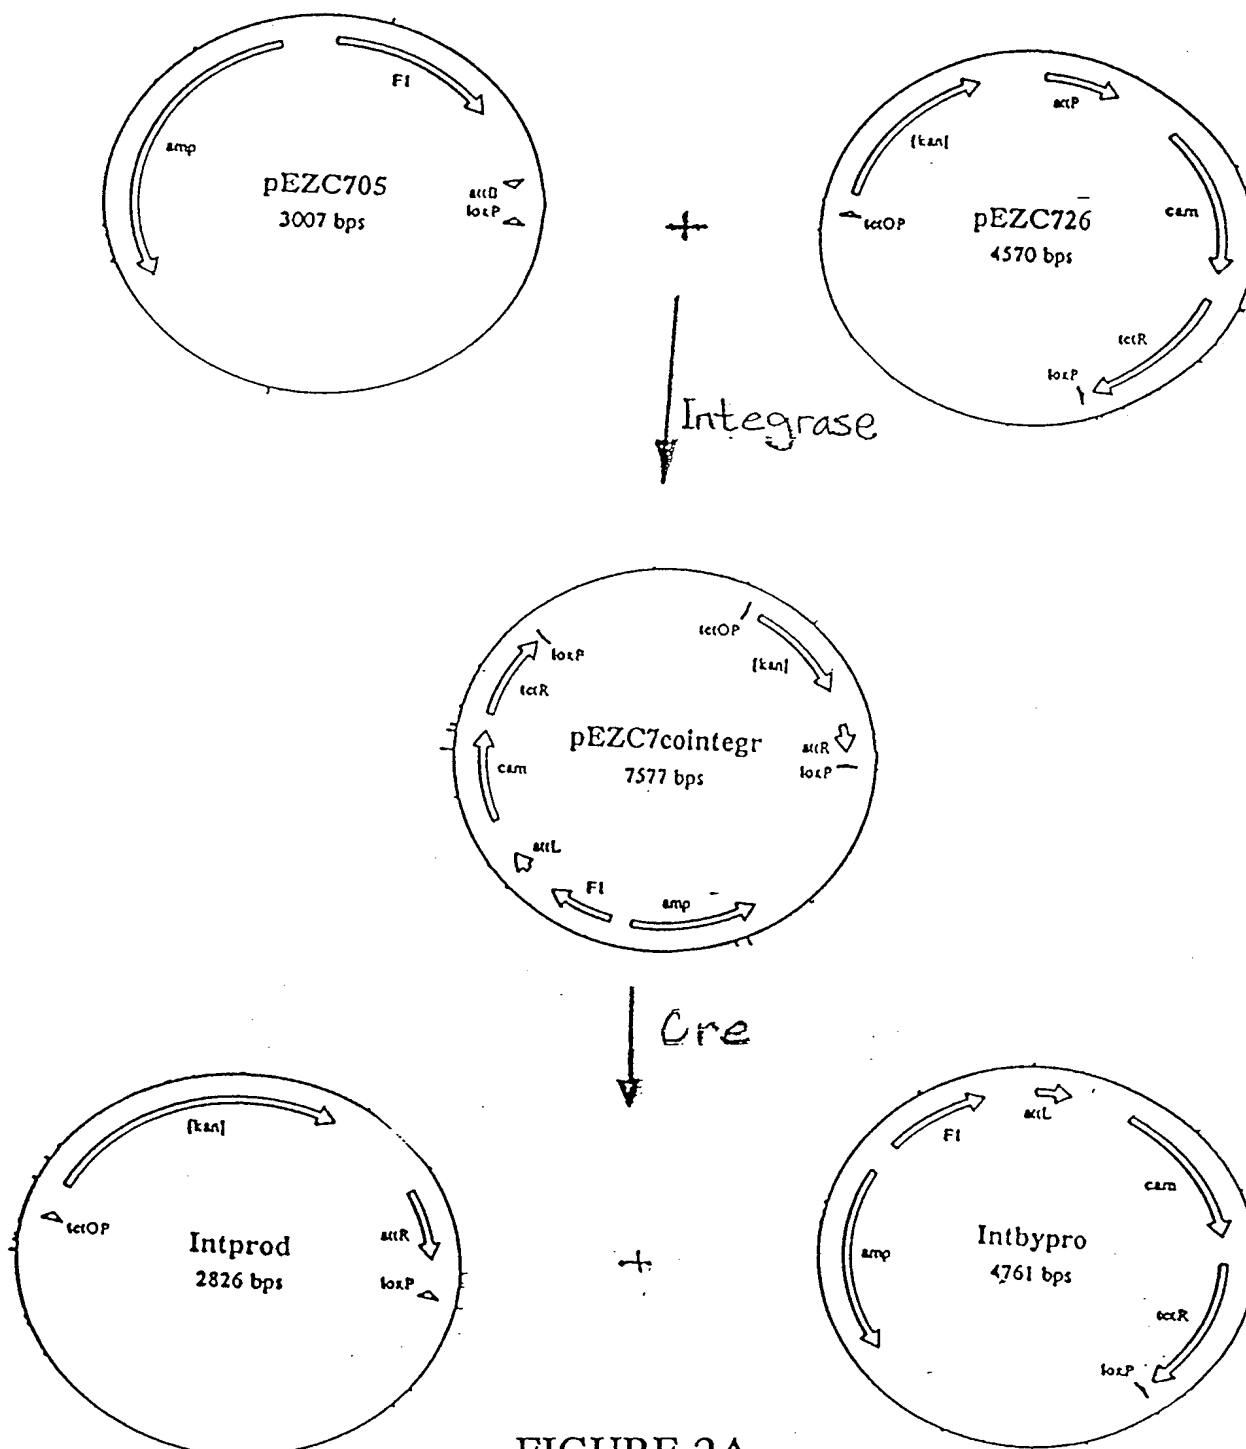 F1
amp
pEZC705
3007 bps
attB
loxP
+
attP
[kan]
cam
tetOP
pEZC726
4570 bps
tetR
loxP
Integrase
tetOP
loxP
[kan]
tetR
pEZC7cointegr
7577 bps
attR
loxP
cam
attL
F1
amp
Cre
[kan]
tetOP
attR
Intprod
2826 bps
loxP
+
F1
attL
cam
amp
Intbypro
4761 bps
tetR
loxP
FIGURE 2A